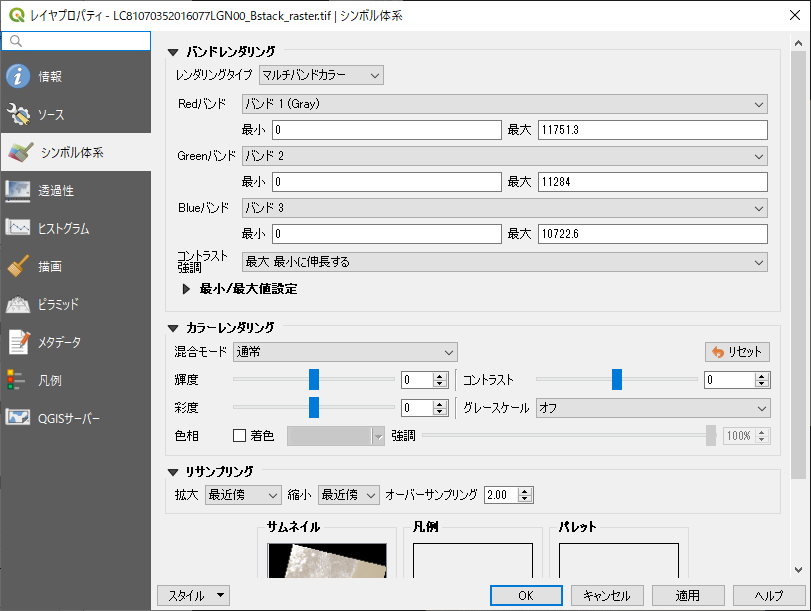 レイヤプロパティ - LC81070352016077LGN00_Bstack_raster.tif | シンボル体系
情報
ソース
シンボル体系
透過性
ヒストグラム
描画
ピラミッド
メタデータ
凡例
QGISサーバー
バンドレンダリング
レンダリングタイプ マルチバンドカラー
Redバンド バンド 1 (Gray)
最小 0 最大 11751.3
Greenバンド バンド 2
最小 0 最大 11284
Blueバンド バンド 3
最小 0 最大 10722.6
コントラスト
強調 最大 最小に伸長する
最小/最大値設定
カラーレンダリング
混合モード 通常 リセット
輝度 0 コントラスト 0
彩度 0 グレースケール オフ
色相 着色 強調 100%
リサンプリング
拡大 最近傍 縮小 最近傍 オーバーサンプリング 2.00
サムネイル 凡例 パレット
スタイル OK キャンセル 適用 ヘルプ